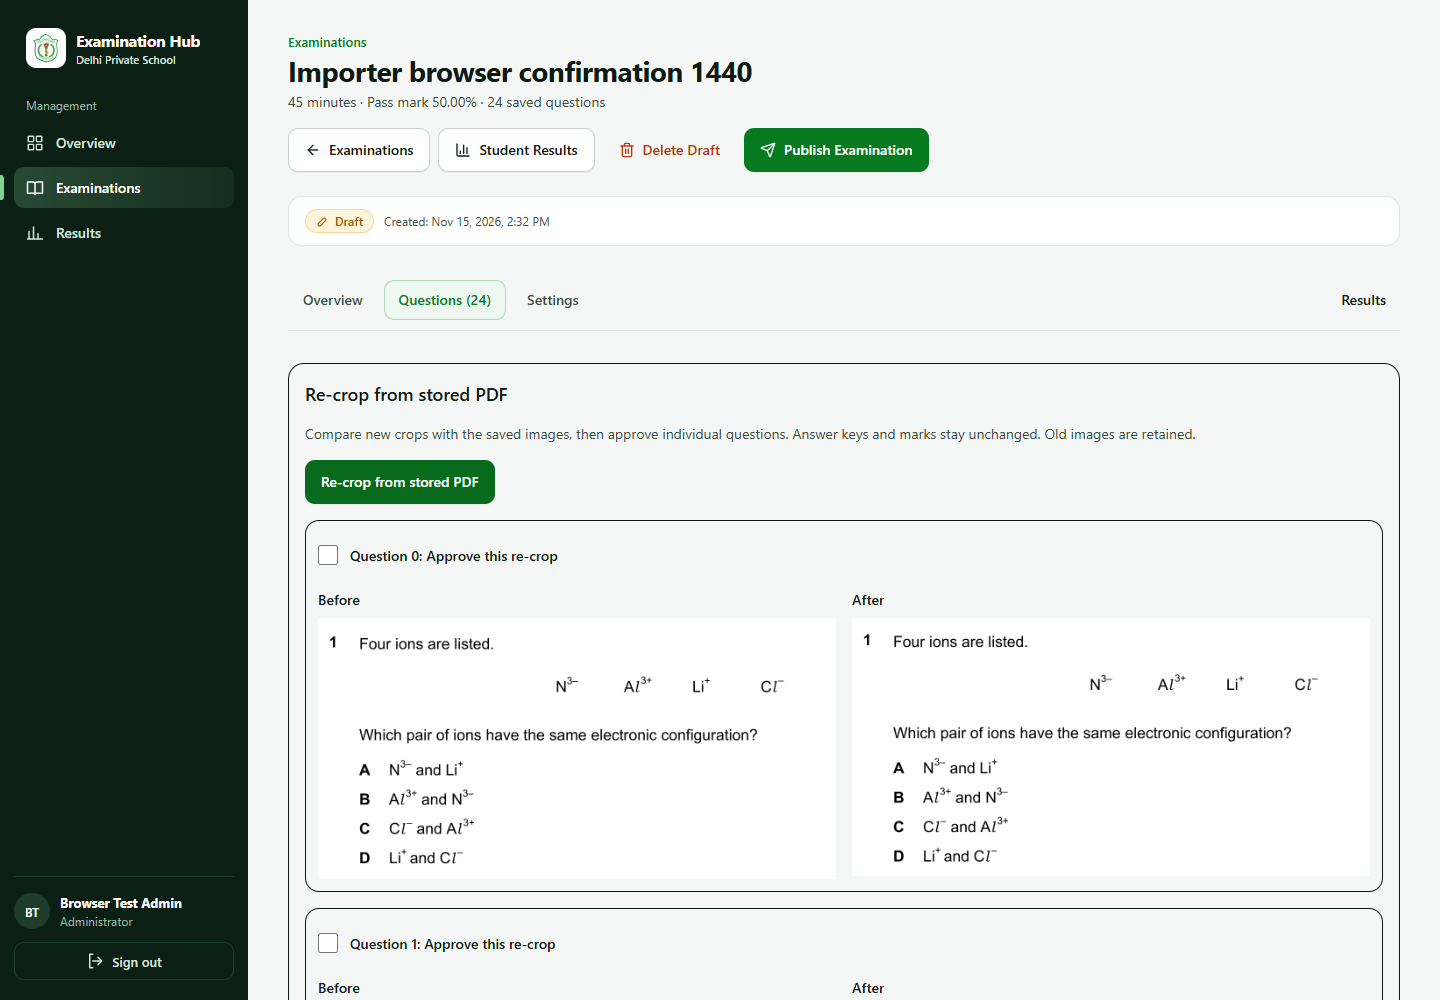 Examination Hub
Delhi Private School
Management
Overview
Examinations
Results
BT
Browser Test Admin
Administrator
Sign out
Examinations
Importer browser confirmation 1440
45 minutes · Pass mark 50.00% · 24 saved questions
Examinations
Student Results
Delete Draft
Publish Examination
Draft
Created: Nov 15, 2026, 2:32 PM
Overview
Questions (24)
Settings
Results
Re-crop from stored PDF
Compare new crops with the saved images, then approve individual questions. Answer keys and marks stay unchanged. Old images are retained.
Re-crop from stored PDF
Question 0: Approve this re-crop
Before
1 Four ions are listed.
N³⁻ Al³⁺ Li⁺ Cl⁻
Which pair of ions have the same electronic configuration?
A N³⁻ and Li⁺
B Al³⁺ and N³⁻
C Cl⁻ and Al³⁺
D Li⁺ and Cl⁻
After
1 Four ions are listed.
N³⁻ Al³⁺ Li⁺ Cl⁻
Which pair of ions have the same electronic configuration?
A N³⁻ and Li⁺
B Al³⁺ and N³⁻
C Cl⁻ and Al³⁺
D Li⁺ and Cl⁻
Question 1: Approve this re-crop
Before
After